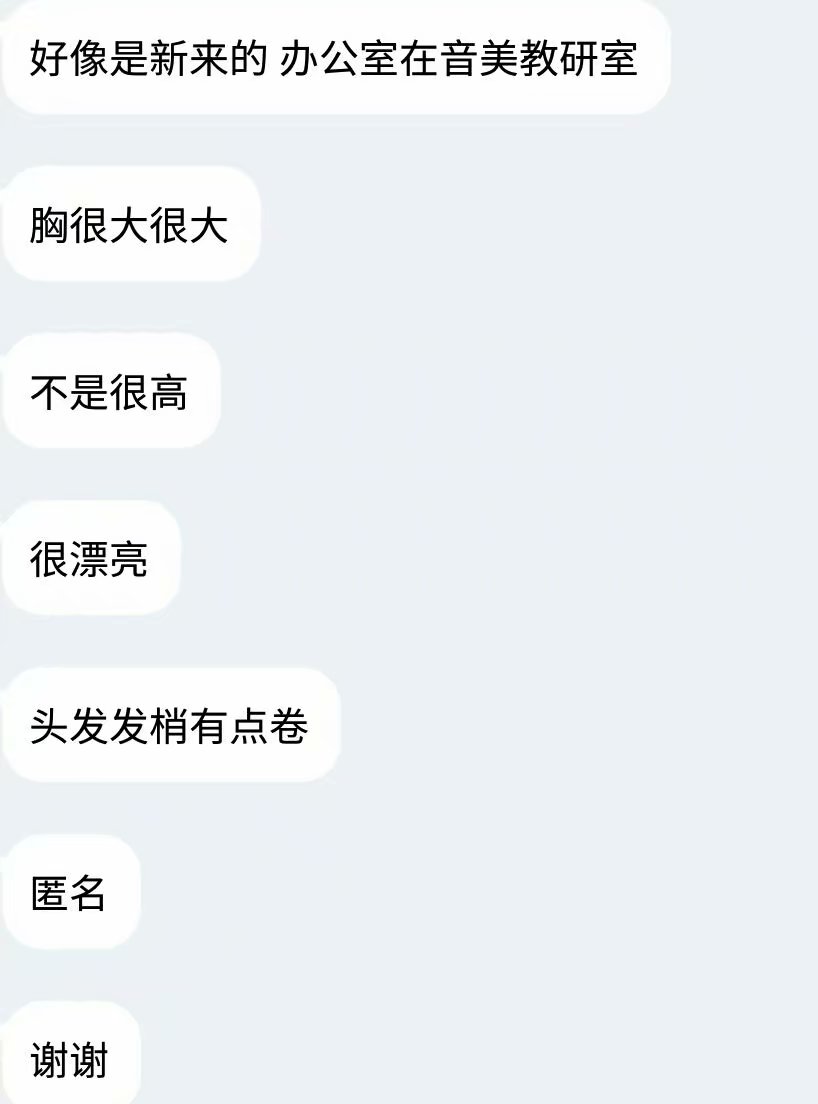 好像是新来的 办公室在音美教研室
胸很大很大
不是很高
很漂亮
头发发梢有点卷
匿名
谢谢